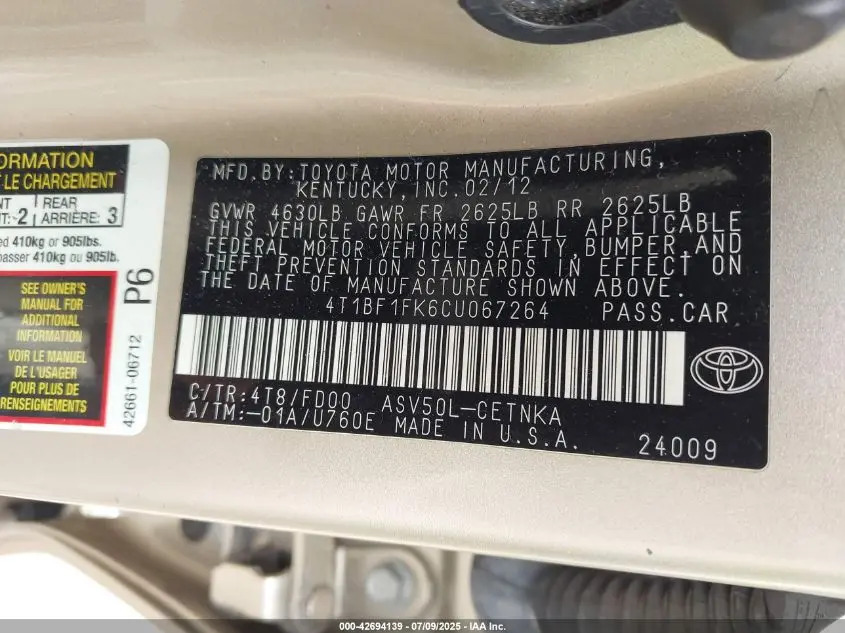 ORMATION
LE CHARGEMENT
NT REAR
T:-2 ARRIÈRE: 3
ed 410kg or 905lbs.
passer 410kg ou 905lb.
SEE OWNER'S
MANUAL FOR
ADDITIONAL
INFORMATION
VOIR LE MANUEL
DE L'USAGER
POUR PLUS DE
RENSEIGNEMENTS
P6
42661-06712
MFD.BY:TOYOTA MOTOR MANUFACTURING,
KENTUCKY,INC.02/12
GVWR 4630LB GAWR FR 2625LB RR 2625LB
THIS VEHICLE CONFORMS TO ALL APPLICABLE
FEDERAL MOTOR VEHICLE SAFETY,BUMPER,AND
THEFT PREVENTION STANDARDS IN EFFECT ON
THE DATE OF MANUFACTURE SHOWN ABOVE.
4T1BF1FK6CU067264 PASS.CAR
C/TR:4T8/FD00 ASV50L-CETNKA
A/TM:-01A/U760E MADE IN U.S.A.
24009
000-42694139 - 07/09/2025 - IAA Inc.